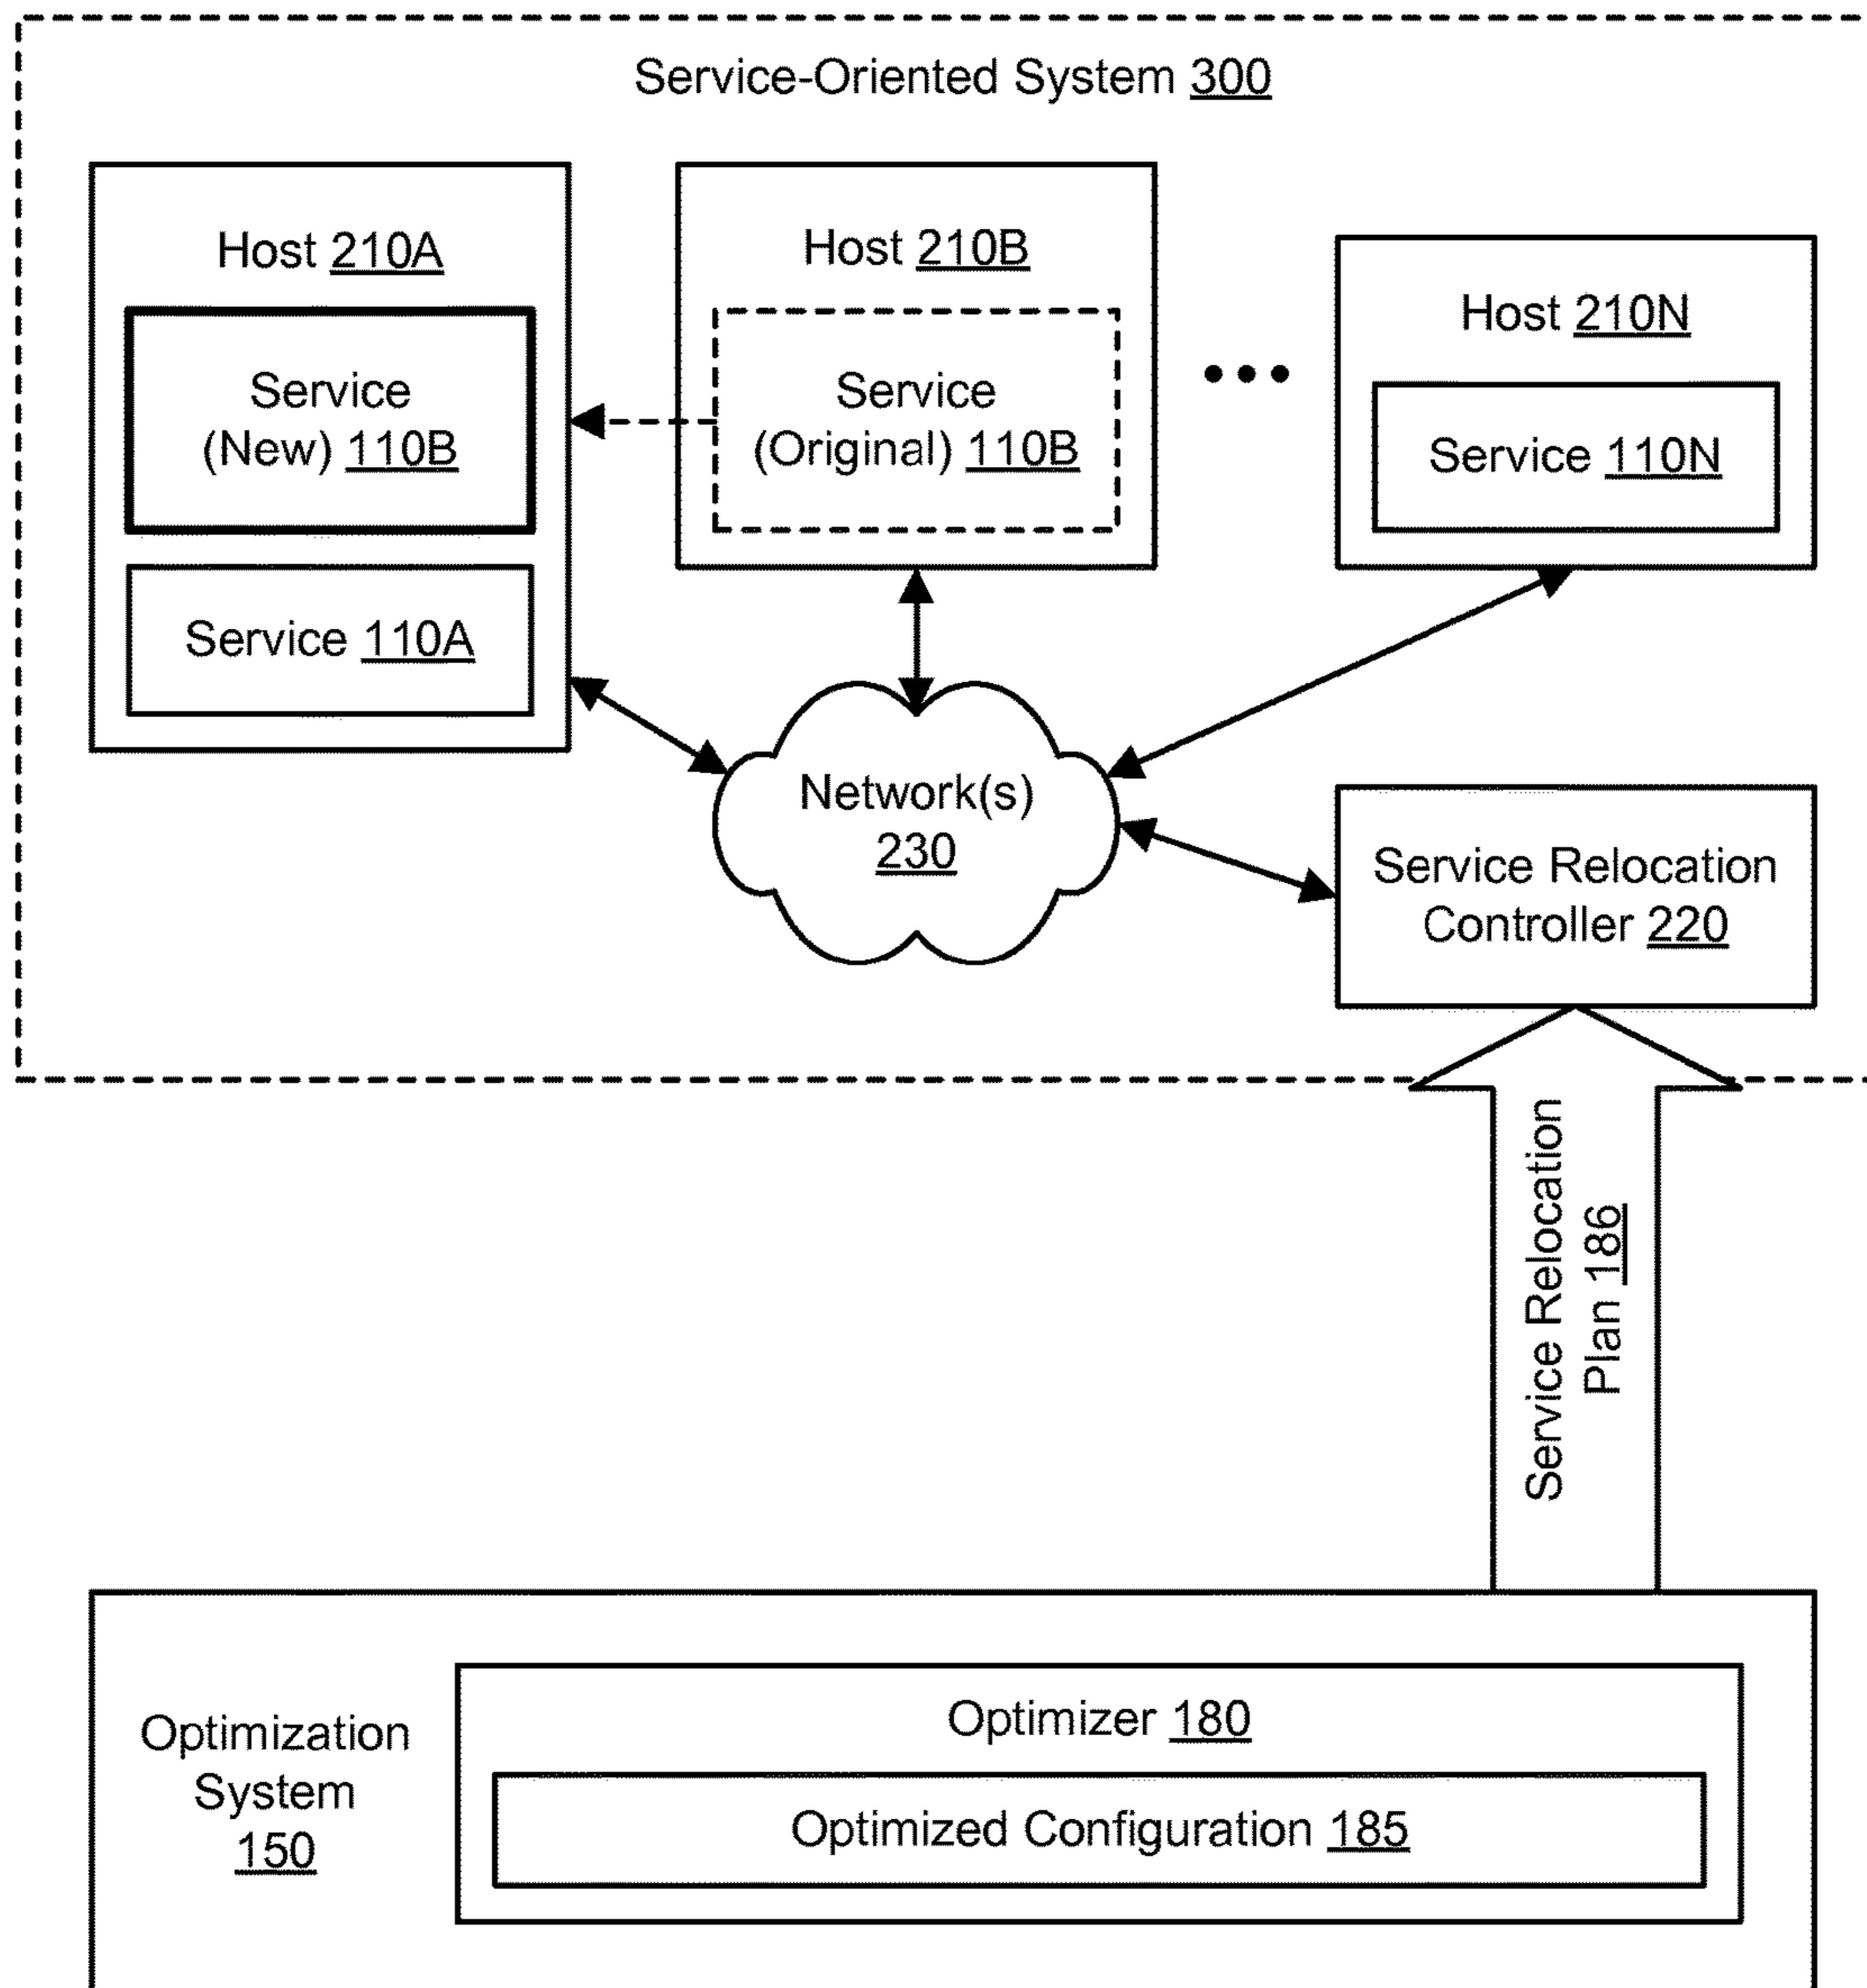 Service-Oriented System 300
Host 210A
Service
(New) 110B
Service 110A
Host 210B
Service
(Original) 110B
Host 210N
Service 110N
Network(s)
230
Service Relocation
Controller 220
Service Relocation
Plan 186
Optimization
System
150
Optimizer 180
Optimized Configuration 185